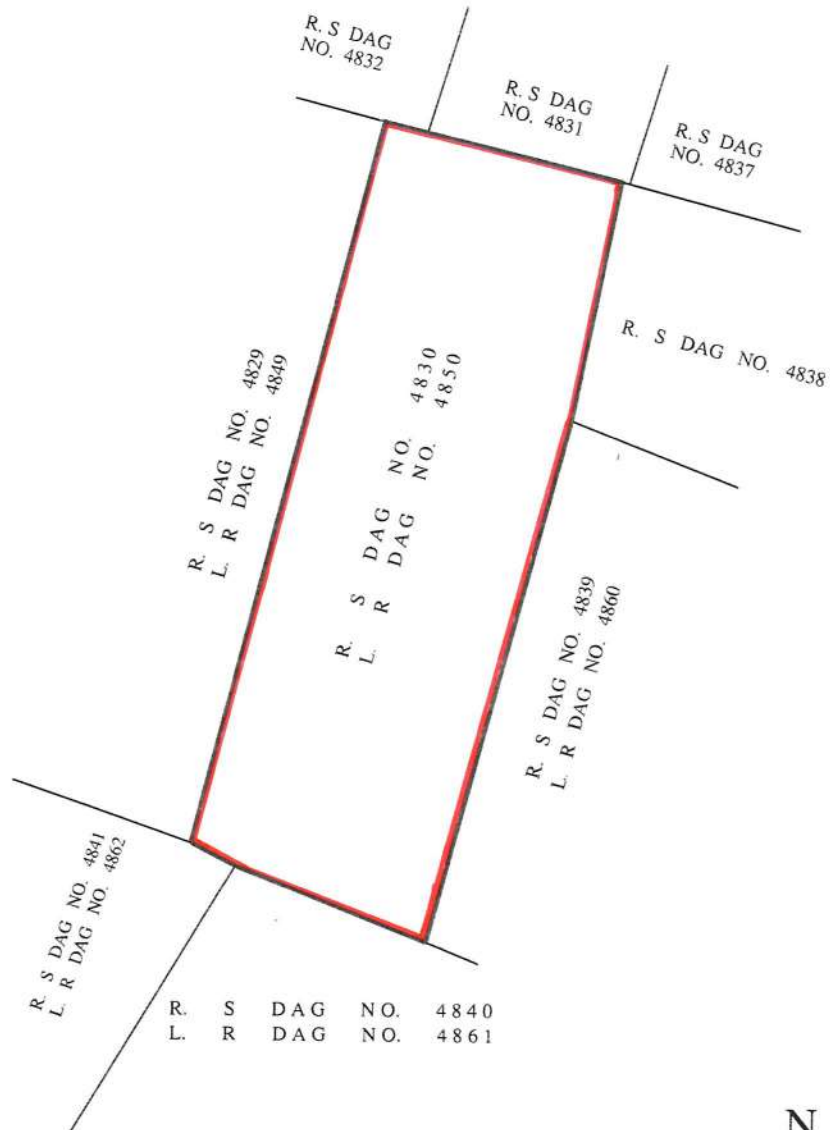 R. S DAG
NO. 4832
R. S DAG
NO. 4831
R. S DAG
NO. 4837
R. S DAG NO. 4838
R. S DAG NO. 4829
L. R DAG NO. 4849
R. S DAG NO. 4830
L. R DAG NO. 4850
R. S DAG NO. 4839
L. R DAG NO. 4860
R. S DAG NO. 4841
L. R DAG NO. 4862
R. S DAG NO. 4840
L. R DAG NO. 4861
N